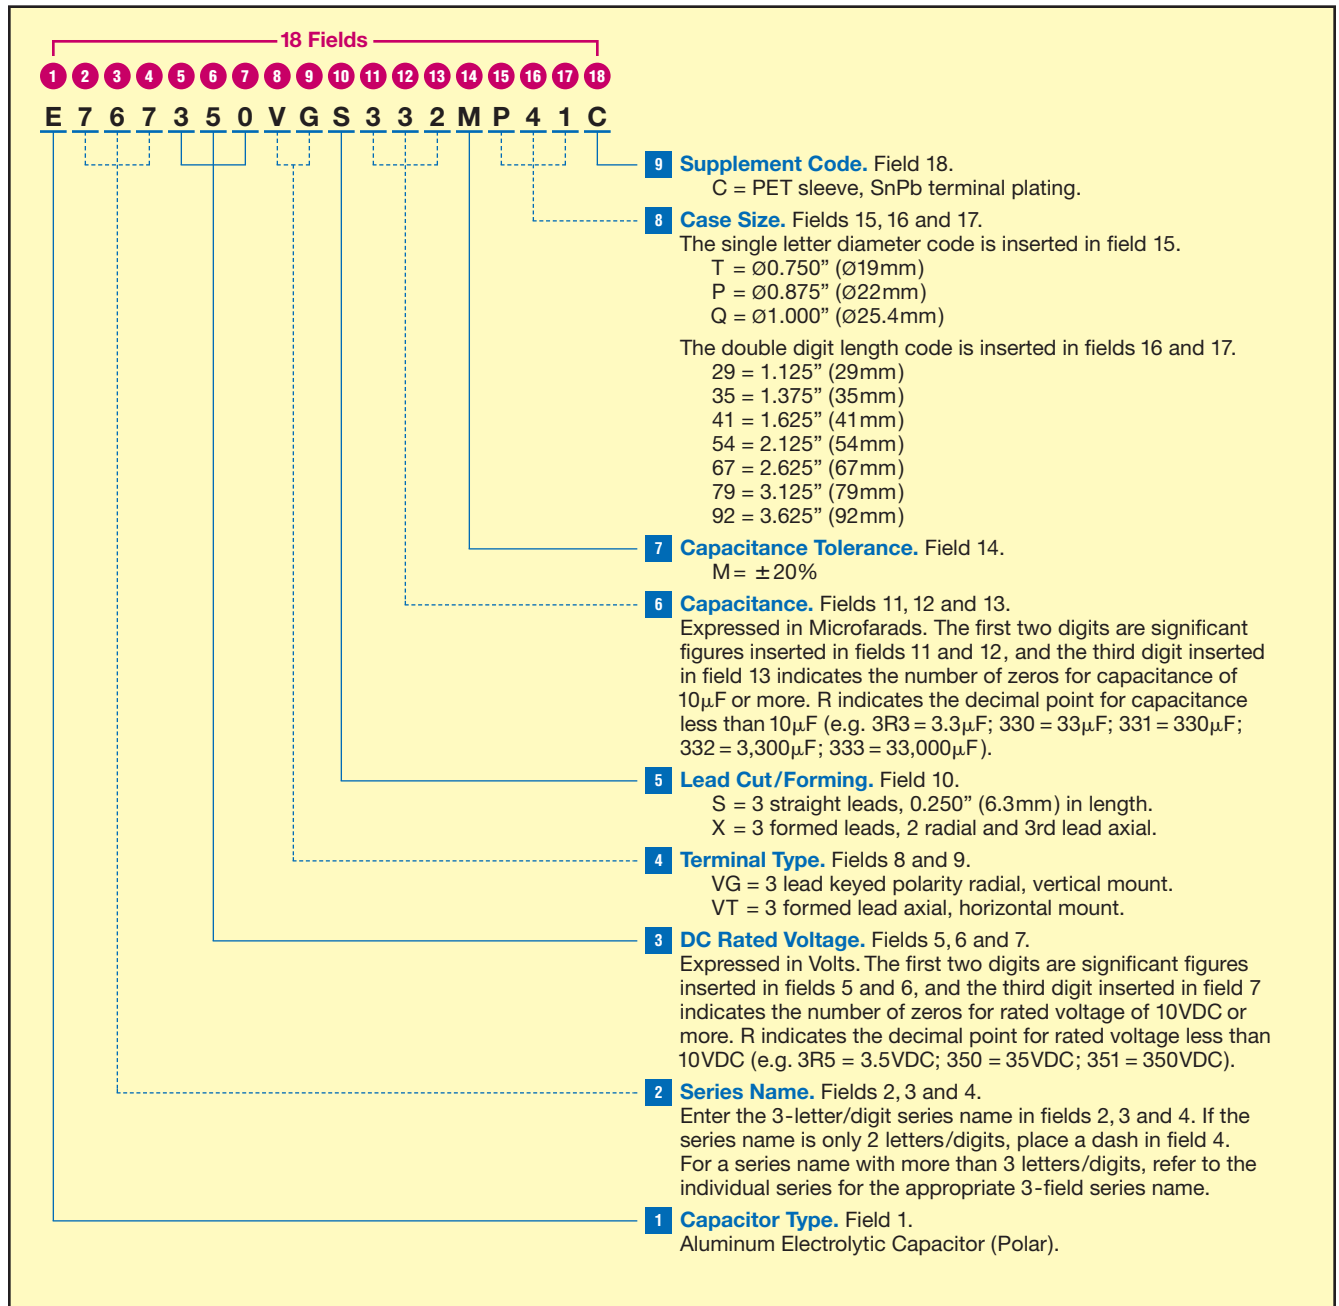 18 Fields
1 2 3 4 5 6 7 8 9 10 11 12 13 14 15 16 17 18
E 7 6 7 3 5 0 V G S 3 3 2 M P 4 1 C
9 Supplement Code. Field 18.
C = PET sleeve, SnPb terminal plating.
8 Case Size. Fields 15, 16 and 17.
The single letter diameter code is inserted in field 15.
T = Ø0.750” (Ø19mm)
P = Ø0.875” (Ø22mm)
Q = Ø1.000” (Ø25.4mm)
The double digit length code is inserted in fields 16 and 17.
29 = 1.125” (29mm)
35 = 1.375” (35mm)
41 = 1.625” (41mm)
54 = 2.125” (54mm)
67 = 2.625” (67mm)
79 = 3.125” (79mm)
92 = 3.625” (92mm)
7 Capacitance Tolerance. Field 14.
M = ±20%
6 Capacitance. Fields 11, 12 and 13.
Expressed in Microfarads. The first two digits are significant
figures inserted in fields 11 and 12, and the third digit inserted
in field 13 indicates the number of zeros for capacitance of
10µF or more. R indicates the decimal point for capacitance
less than 10µF (e.g. 3R3 = 3.3µF; 330 = 33µF; 331 = 330µF;
332 = 3,300µF; 333 = 33,000µF).
5 Lead Cut/Forming. Field 10.
S = 3 straight leads, 0.250” (6.3mm) in length.
X = 3 formed leads, 2 radial and 3rd lead axial.
4 Terminal Type. Fields 8 and 9.
VG = 3 lead keyed polarity radial, vertical mount.
VT = 3 formed lead axial, horizontal mount.
3 DC Rated Voltage. Fields 5, 6 and 7.
Expressed in Volts. The first two digits are significant figures
inserted in fields 5 and 6, and the third digit inserted in field 7
indicates the number of zeros for rated voltage of 10VDC or
more. R indicates the decimal point for rated voltage less than
10VDC (e.g. 3R5 = 3.5VDC; 350 = 35VDC; 351 = 350VDC).
2 Series Name. Fields 2, 3 and 4.
Enter the 3-letter/digit series name in fields 2, 3 and 4. If the
series name is only 2 letters/digits, place a dash in field 4.
For a series name with more than 3 letters/digits, refer to the
individual series for the appropriate 3-field series name.
1 Capacitor Type. Field 1.
Aluminum Electrolytic Capacitor (Polar).